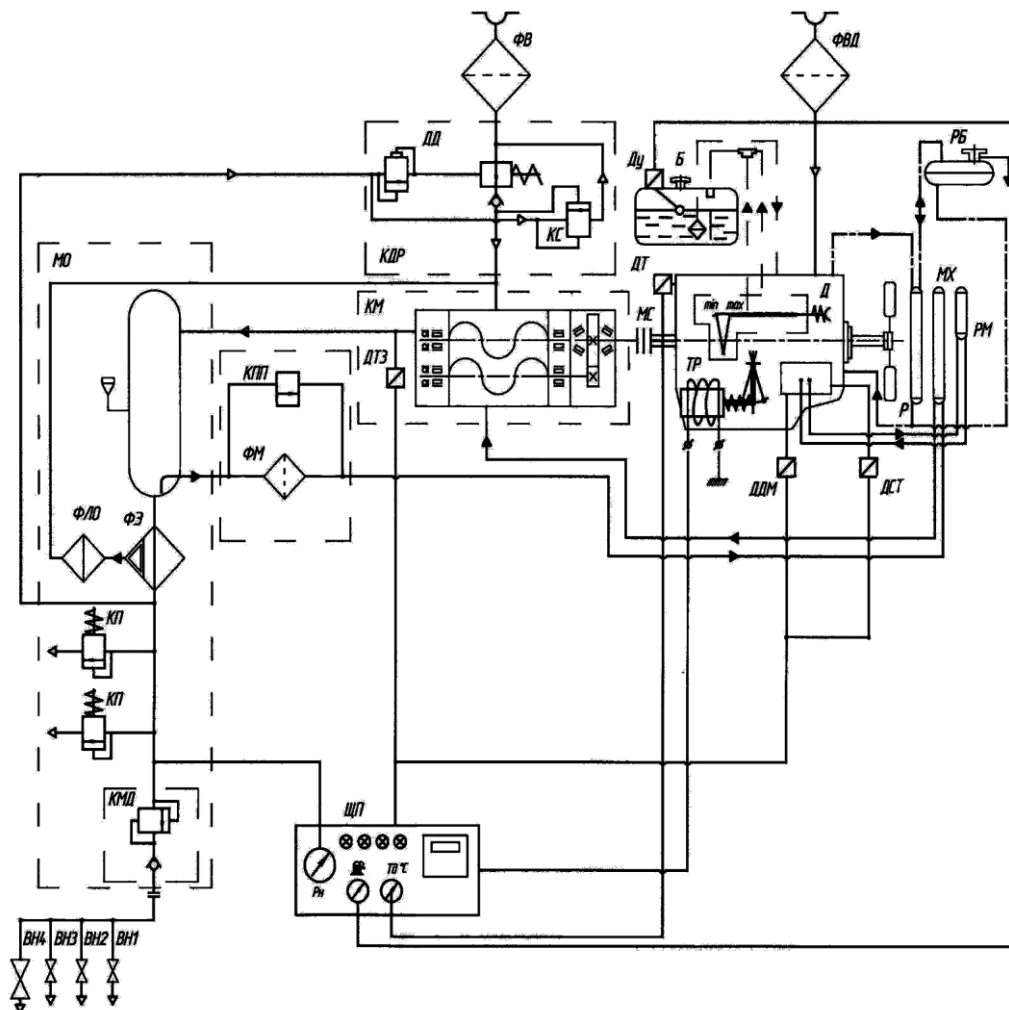 ФВ
ФВД
ДД
РБ
Ду
Б
КС
МО
КДР
ДТ
КМ
МС
min max
Д
МХ
ДТЗ
РМ
КПП
ТР
Р
ФМ
ДДМ
ДСТ
ФЛО
ФЭ
КП
КП
КМД
ЩП
То °С
Рн
ВН4
ВН3
ВН2
ВН1